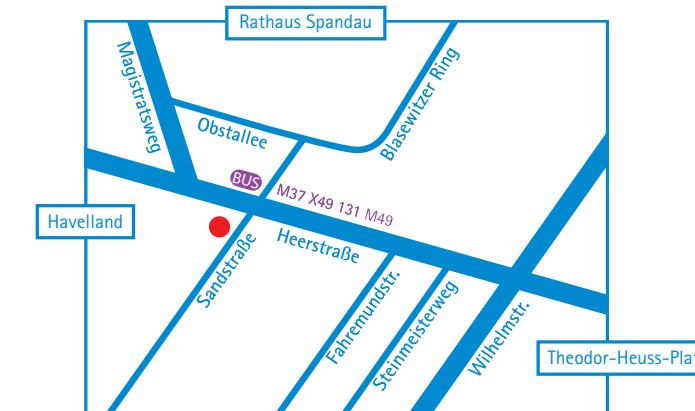 Rathaus Spandau
Magistratsweg
Obstallee
Blasewitzer Ring
BUS
M37 X49 131 M49
Havelland
Heerstraße
Sandstraße
Fahremundstr.
Steinmeisterweg
Wilhelmstr.
Theodor-Heuss-Pla